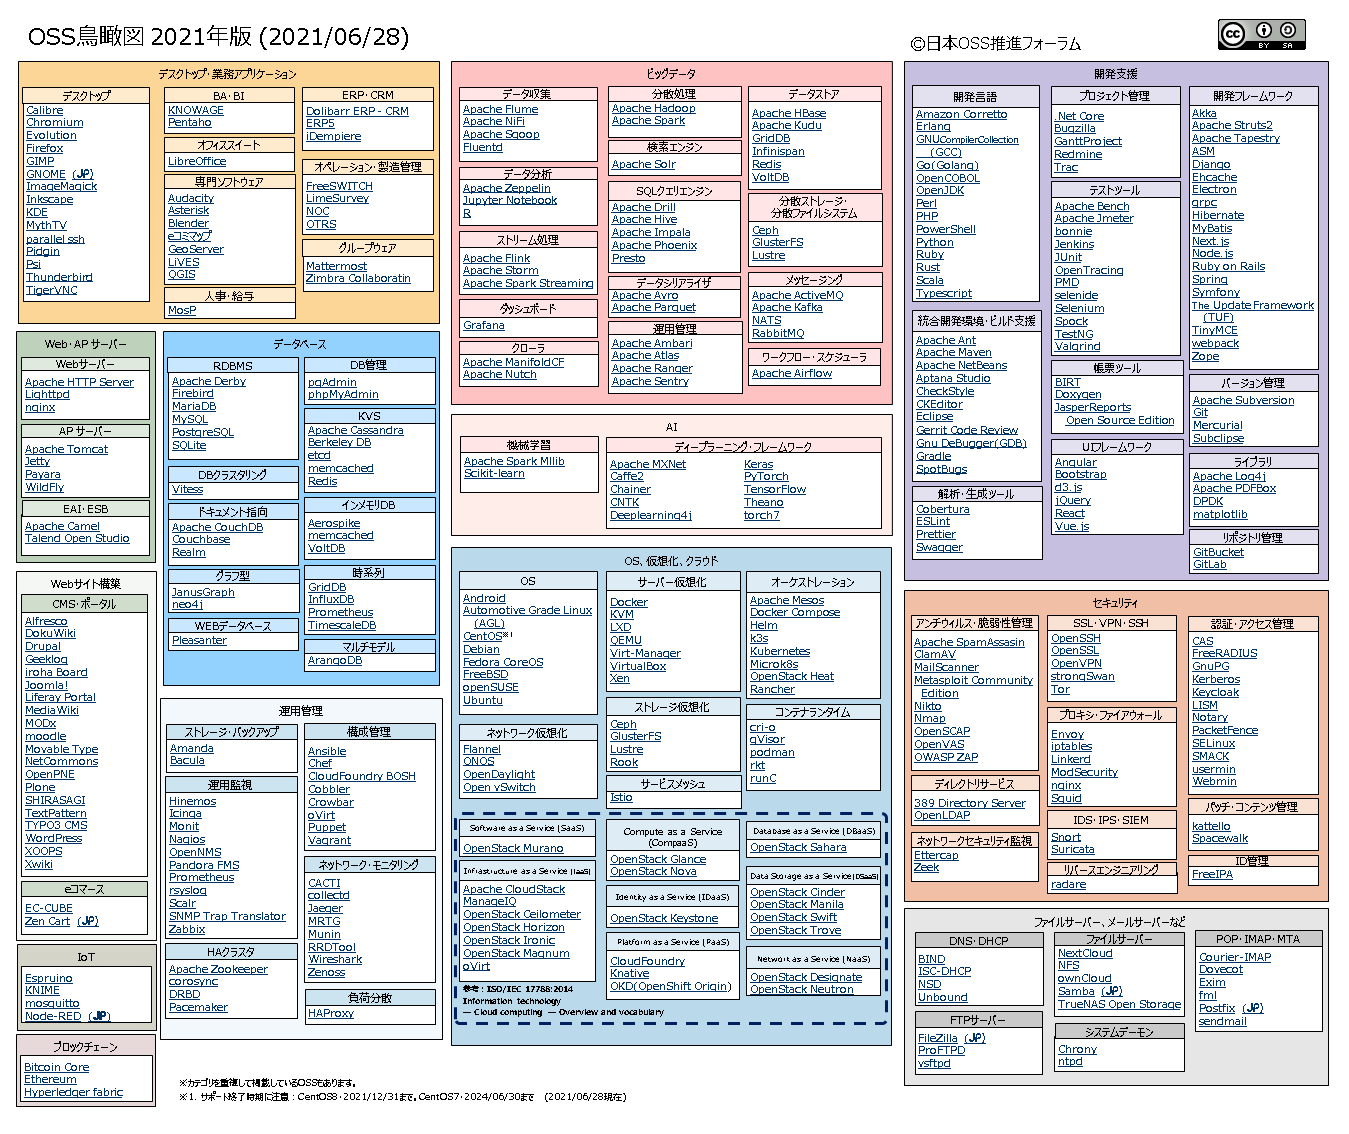 OSS鳥瞰図 2021年版 (2021/06/28)
©日本OSS推進フォーラム
cc BY SA
デスクトップ・業務アプリケーション
デスクトップ
Calibre
Chromium
Evolution
Firefox
GIMP
GNOME (JP)
ImageMagick
Inkscape
KDE
MythTV
parallel ssh
Pidgin
Psi
Thunderbird
TigerVNC
BA・BI
KNOWAGE
Pentaho
オフィススイート
LibreOffice
専門ソフトウェア
Audacity
Asterisk
Blender
eコミマップ
GeoServer
LiVES
QGIS
人事・給与
MosP
ERP・CRM
Dolibarr ERP - CRM
ERP5
iDempiere
オペレーション・製造管理
FreeSWITCH
LimeSurvey
NOC
OTRS
グループウェア
Mattermost
Zimbra Collaboratin
Web・AP サーバー
Webサーバー
Apache HTTP Server
Lighttpd
nginx
AP サーバー
Apache Tomcat
Jetty
Payara
WildFly
EAI・ESB
Apache Camel
Talend Open Studio
Webサイト構築
CMS・ポータル
Alfresco
DokuWiki
Drupal
Geeklog
iroha Board
Joomla!
Liferay Portal
MediaWiki
MODx
moodle
Movable Type
NetCommons
OpenPNE
Plone
SHIRASAGI
TextPattern
TYPO3 CMS
WordPress
XOOPS
Xwiki
eコマース
EC-CUBE
Zen Cart (JP)
IoT
Espruino
KNIME
mosquitto
Node-RED (JP)
ブロックチェーン
Bitcoin Core
Ethereum
Hyperledger fabric
データベース
RDBMS
Apache Derby
Firebird
MariaDB
MySQL
PostgreSQL
SQLite
DBクラスタリング
Vitess
ドキュメント指向
Apache CouchDB
Couchbase
Realm
グラフ型
JanusGraph
neo4j
WEBデータベース
Pleasanter
DB管理
pgAdmin
phpMyAdmin
KVS
Apache Cassandra
Berkeley DB
etcd
memcached
Redis
インメモリDB
Aerospike
memcached
VoltDB
時系列
GridDB
InfluxDB
Prometheus
TimescaleDB
マルチモデル
ArangoDB
運用管理
ストレージ・バックアップ
Amanda
Bacula
運用監視
Hinemos
Icinga
Monit
Nagios
OpenNMS
Pandora FMS
Prometheus
rsyslog
Scalr
SNMP Trap Translator
Zabbix
HAクラスタ
Apache Zookeeper
corosync
DRBD
Pacemaker
構成管理
Ansible
Chef
CloudFoundry BOSH
Cobbler
Crowbar
oVirt
Puppet
Vagrant
ネットワーク・モニタリング
CACTI
collectd
Jaeger
MRTG
Munin
RRDTool
Wireshark
Zenoss
負荷分散
HAProxy
ビッグデータ
データ収集
Apache Flume
Apache NiFi
Apache Sqoop
Fluentd
データ分析
Apache Zeppelin
Jupyter Notebook
R
ストリーム処理
Apache Flink
Apache Storm
Apache Spark Streaming
ダッシュボード
Grafana
クローラ
Apache ManifoldCF
Apache Nutch
分散処理
Apache Hadoop
Apache Spark
検索エンジン
Apache Solr
SQLクエリエンジン
Apache Drill
Apache Hive
Apache Impala
Apache Phoenix
Presto
データシリアライザ
Apache Avro
Apache Parquet
運用管理
Apache Ambari
Apache Atlas
Apache Ranger
Apache Sentry
データストア
Apache HBase
Apache Kudu
GridDB
Infinispan
Redis
VoltDB
分散ストレージ・
分散ファイルシステム
Ceph
GlusterFS
Lustre
メッセージング
Apache ActiveMQ
Apache Kafka
NATS
RabbitMQ
ワークフロー・スケジューラ
Apache Airflow
AI
機械学習
Apache Spark Mllib
Scikit-learn
ディープラーニング・フレームワーク
Apache MXNet
Caffe2
Chainer
CNTK
Deeplearning4j
Keras
PyTorch
TensorFlow
Theano
torch7
OS、仮想化、クラウド
OS
Android
Automotive Grade Linux
(AGL)
CentOS※1
Debian
Fedora CoreOS
FreeBSD
openSUSE
Ubuntu
ネットワーク仮想化
Flannel
ONOS
OpenDaylight
Open vSwitch
サーバー仮想化
Docker
KVM
LXD
QEMU
Virt-Manager
VirtualBox
Xen
ストレージ仮想化
Ceph
GlusterFS
Lustre
Rook
サービスメッシュ
Istio
オーケストレーション
Apache Mesos
Docker Compose
Helm
k3s
Kubernetes
Microk8s
OpenStack Heat
Rancher
コンテナランタイム
cri-o
gVisor
podman
rkt
runC
Software as a Service (SaaS)
OpenStack Murano
Infrastructure as a Service (IaaS)
Apache CloudStack
ManageIQ
OpenStack Ceilometer
OpenStack Horizon
OpenStack Ironic
OpenStack Magnum
oVirt
参考：ISO/IEC 17788:2014
Information technology
— Cloud computing — Overview and vocabulary
Compute as a Service
(CompaaS)
OpenStack Glance
OpenStack Nova
Identity as a Service (IDaaS)
OpenStack Keystone
Platform as a Service (PaaS)
CloudFoundry
Knative
OKD(OpenShift Origin)
Database as a Service (DBaaS)
OpenStack Sahara
Data Storage as a Service (DSaaS)
OpenStack Cinder
OpenStack Manila
OpenStack Swift
OpenStack Trove
Network as a Service (NaaS)
OpenStack Designate
OpenStack Neutron
開発支援
開発言語
Amazon Corretto
Erlang
GNUCompilerCollection
(GCC)
Go(Golang)
OpenCOBOL
OpenJDK
Perl
PHP
PowerShell
Python
Ruby
Rust
Scala
Typescript
統合開発環境・ビルド支援
Apache Ant
Apache Maven
Apache NetBeans
Aptana Studio
CheckStyle
CKEditor
Eclipse
Gerrit Code Review
Gnu DeBugger(GDB)
Gradle
SpotBugs
解析・生成ツール
Cobertura
ESLint
Prettier
Swagger
プロジェクト管理
.Net Core
Bugzilla
GanttProject
Redmine
Trac
テストツール
Apache Bench
Apache Jmeter
bonnie
Jenkins
JUnit
OpenTracing
PMD
selenide
Selenium
Spock
TestNG
Valgrind
帳票ツール
BIRT
Doxygen
JasperReports
Open Source Edition
UIフレームワーク
Angular
Bootstrap
d3.js
jQuery
React
Vue.js
開発フレームワーク
Akka
Apache Struts2
Apache Tapestry
ASM
Django
Ehcache
Electron
grpc
Hibernate
MyBatis
Next.js
Node.js
Ruby on Rails
Spring
Symfony
The Update Framework
(TUF)
TinyMCE
webpack
Zope
バージョン管理
Apache Subversion
Git
Mercurial
Subclipse
ライブラリ
Apache Log4j
Apache PDFBox
DPDK
matplotlib
リポジトリ管理
GitBucket
GitLab
セキュリティ
アンチウィルス・脆弱性管理
Apache SpamAssasin
ClamAV
MailScanner
Metasploit Community
Edition
Nikto
Nmap
OpenSCAP
OpenVAS
OWASP ZAP
ディレクトリサービス
389 Directory Server
OpenLDAP
ネットワークセキュリティ監視
Ettercap
Zeek
SSL・VPN・SSH
OpenSSH
OpenSSL
OpenVPN
strongSwan
Tor
プロキシ・ファイアウォール
Envoy
iptables
Linkerd
ModSecurity
nginx
Squid
IDS・IPS・SIEM
Snort
Suricata
リバースエンジニアリング
radare
認証・アクセス管理
CAS
FreeRADIUS
GnuPG
Kerberos
Keycloak
LISM
Notary
PacketFence
SELinux
SMACK
usermin
Webmin
パッチ・コンテンツ管理
kattello
Spacewalk
ID管理
FreeIPA
ファイルサーバー、メールサーバーなど
DNS・DHCP
BIND
ISC-DHCP
NSD
Unbound
FTPサーバー
FileZilla (JP)
ProFTPD
vsftpd
ファイルサーバー
NextCloud
NFS
ownCloud
Samba (JP)
TrueNAS Open Storage
システムデーモン
Chrony
ntpd
POP・IMAP・MTA
Courier-IMAP
Dovecot
Exim
fml
Postfix (JP)
sendmail
※カテゴリを重複して掲載しているOSSもあります。
※1. サポート終了時期に注意：CentOS8・2021/12/31まで。CentOS7・2024/06/30まで (2021/06/28現在)